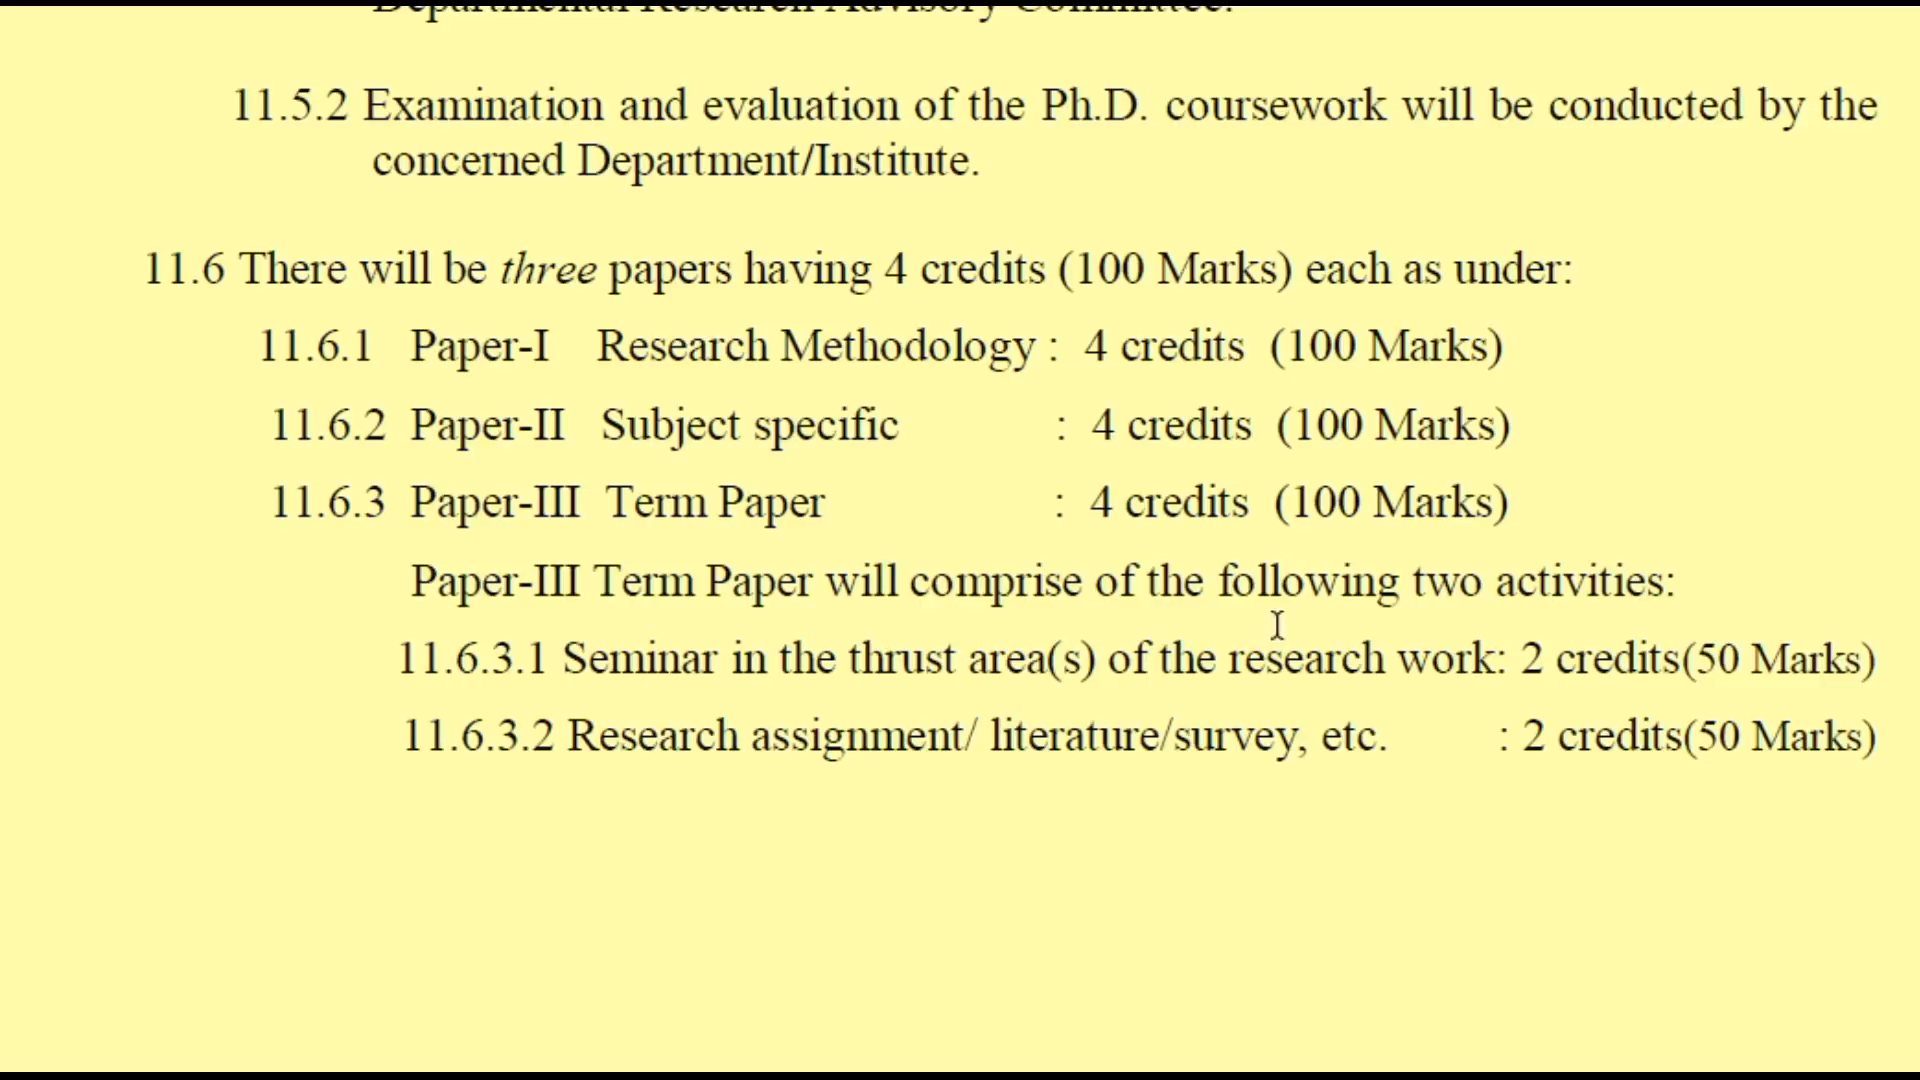 Departmental Research Advisory Committee.
11.5.2 Examination and evaluation of the Ph.D. coursework will be conducted by the
concerned Department/Institute.
11.6 There will be three papers having 4 credits (100 Marks) each as under:
11.6.1 Paper-I Research Methodology : 4 credits (100 Marks)
11.6.2 Paper-II Subject specific : 4 credits (100 Marks)
11.6.3 Paper-III Term Paper : 4 credits (100 Marks)
Paper-III Term Paper will comprise of the following two activities:
11.6.3.1 Seminar in the thrust area(s) of the research work: 2 credits(50 Marks)
11.6.3.2 Research assignment/ literature/survey, etc. : 2 credits(50 Marks)